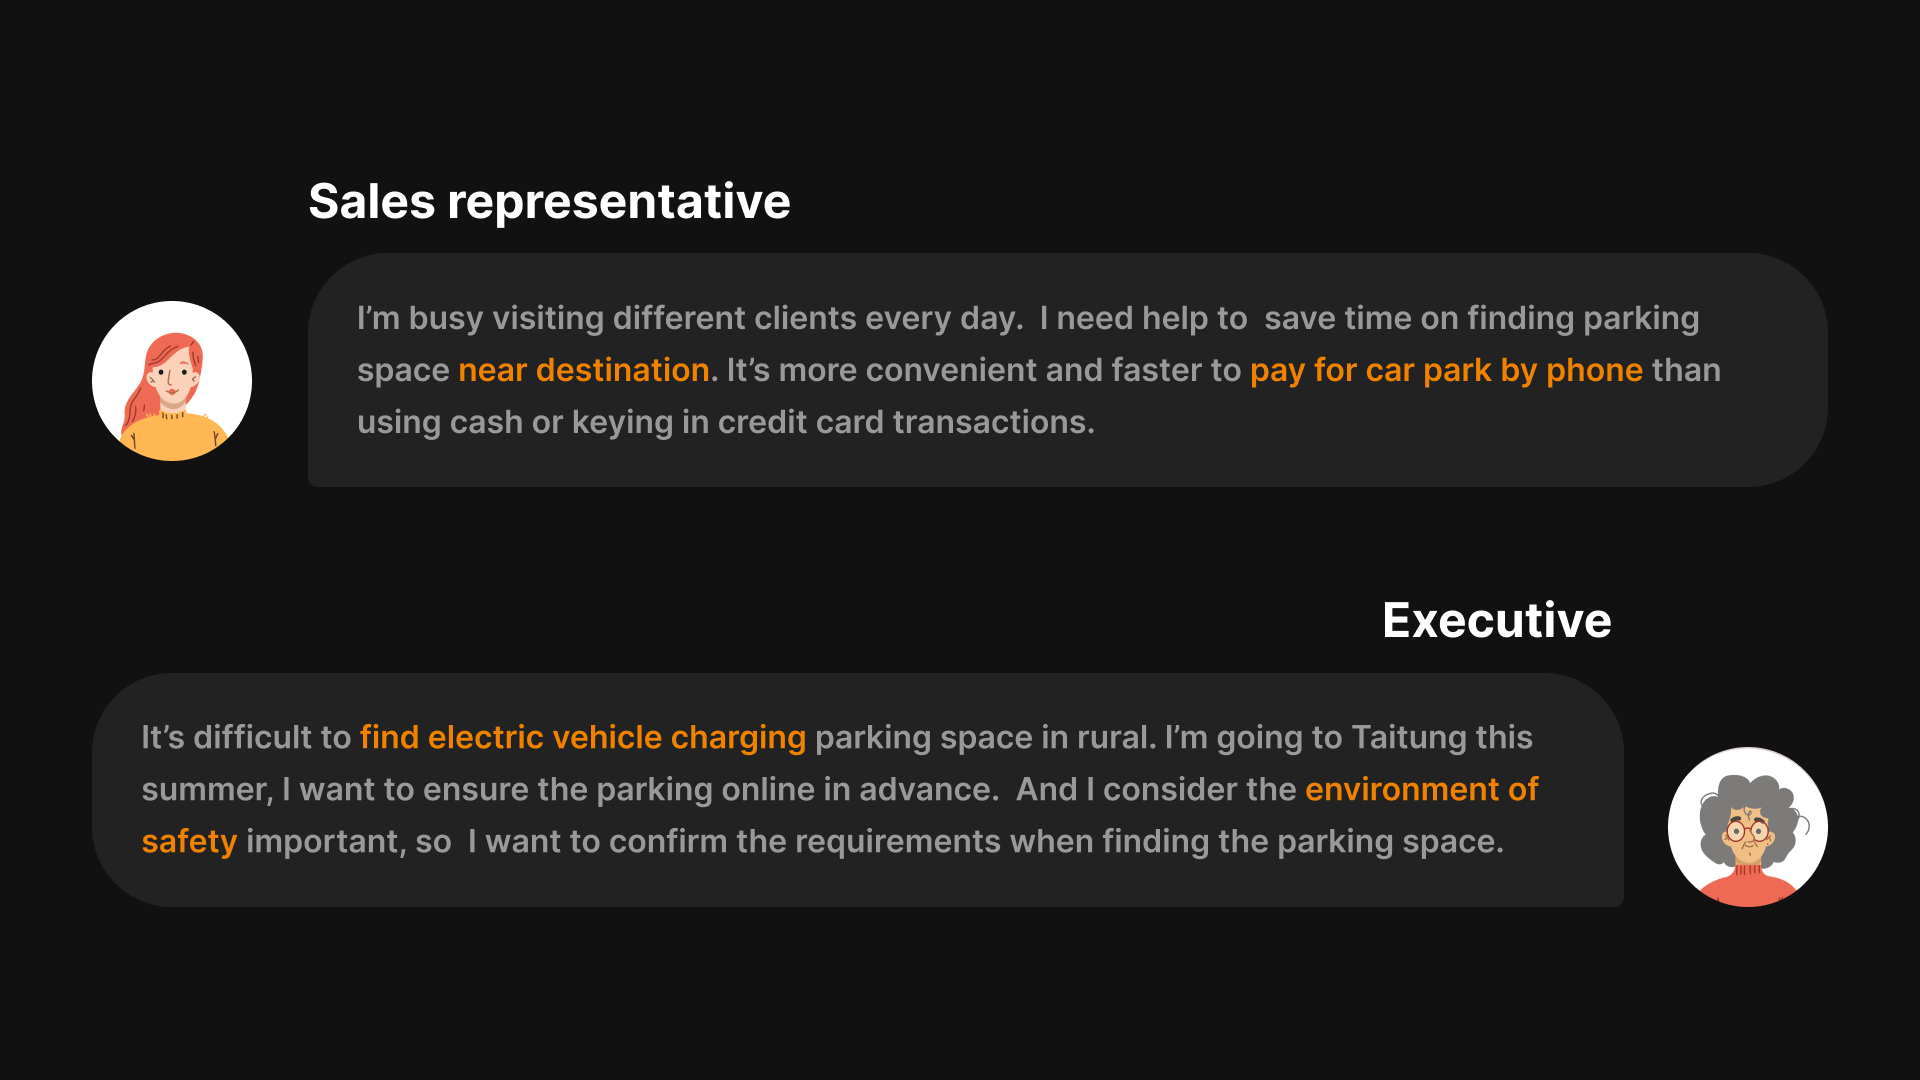 Sales representative
I’m busy visiting different clients every day.  I need help to  save time on finding parking
space near destination. It’s more convenient and faster to pay for car park by phone than
using cash or keying in credit card transactions.
Executive
It’s difficult to find electric vehicle charging parking space in rural. I’m going to Taitung this
summer, I want to ensure the parking online in advance.  And I consider the environment of
safety important, so  I want to confirm the requirements when finding the parking space.